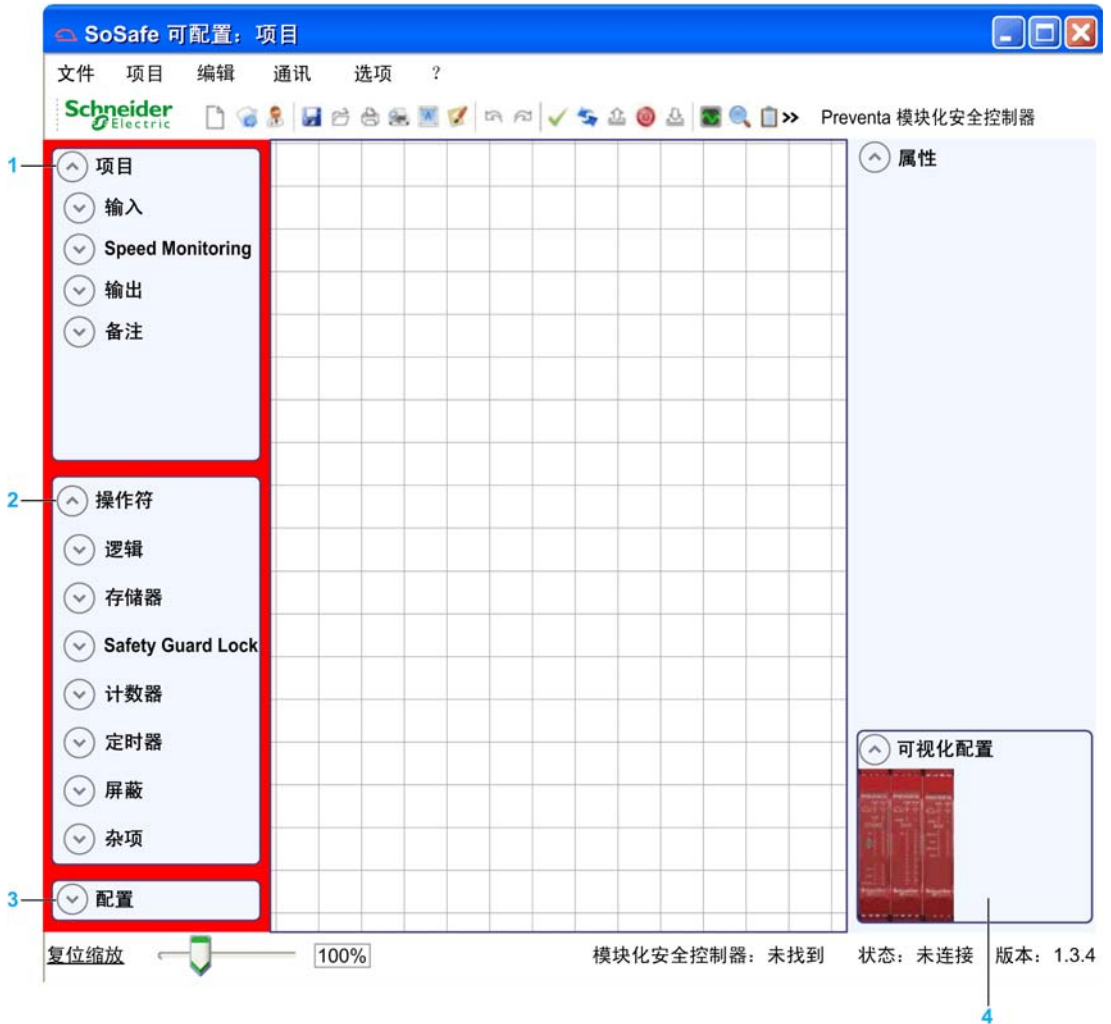 SoSafe 可配置：项目
文件 项目 编辑 通讯 选项 ?
Schneider Electric
Preventa 模块化安全控制器
1
项目
输入
Speed Monitoring
输出
备注
2
操作符
逻辑
存储器
Safety Guard Lock
计数器
定时器
屏蔽
杂项
3
配置
属性
可视化配置
复位缩放 100% 模块化安全控制器：未找到 状态：未连接 版本：1.3.4
4